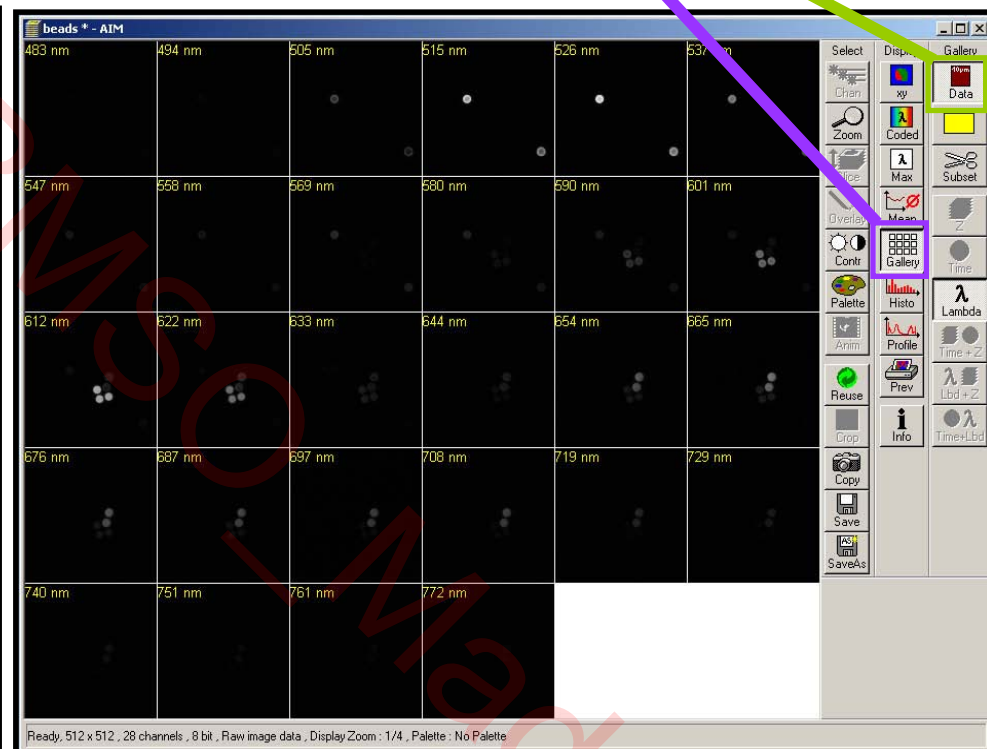 beads * - AIM
483 nm 494 nm 505 nm 515 nm 526 nm
Select Gallery
Chan xy 10µm Data
Zoom λ Coded
Slice λ Max Subset
547 nm 558 nm 569 nm 580 nm 590 nm 601 nm
Overlay Mean Z
Contr Gallery Time
Palette Histo λ Lambda
612 nm 622 nm 633 nm 644 nm 654 nm 665 nm
Anim Profile Time + Z
Reuse Prev λ Lbd + Z
Crop i Info λ Time+Lbd
676 nm 687 nm 697 nm 708 nm 719 nm 729 nm
Copy
Save
AS SaveAs
740 nm 751 nm 761 nm 772 nm
Ready, 512 x 512 , 28 channels , 8 bit , Raw image data , Display Zoom : 1/4 , Palette : No Palette